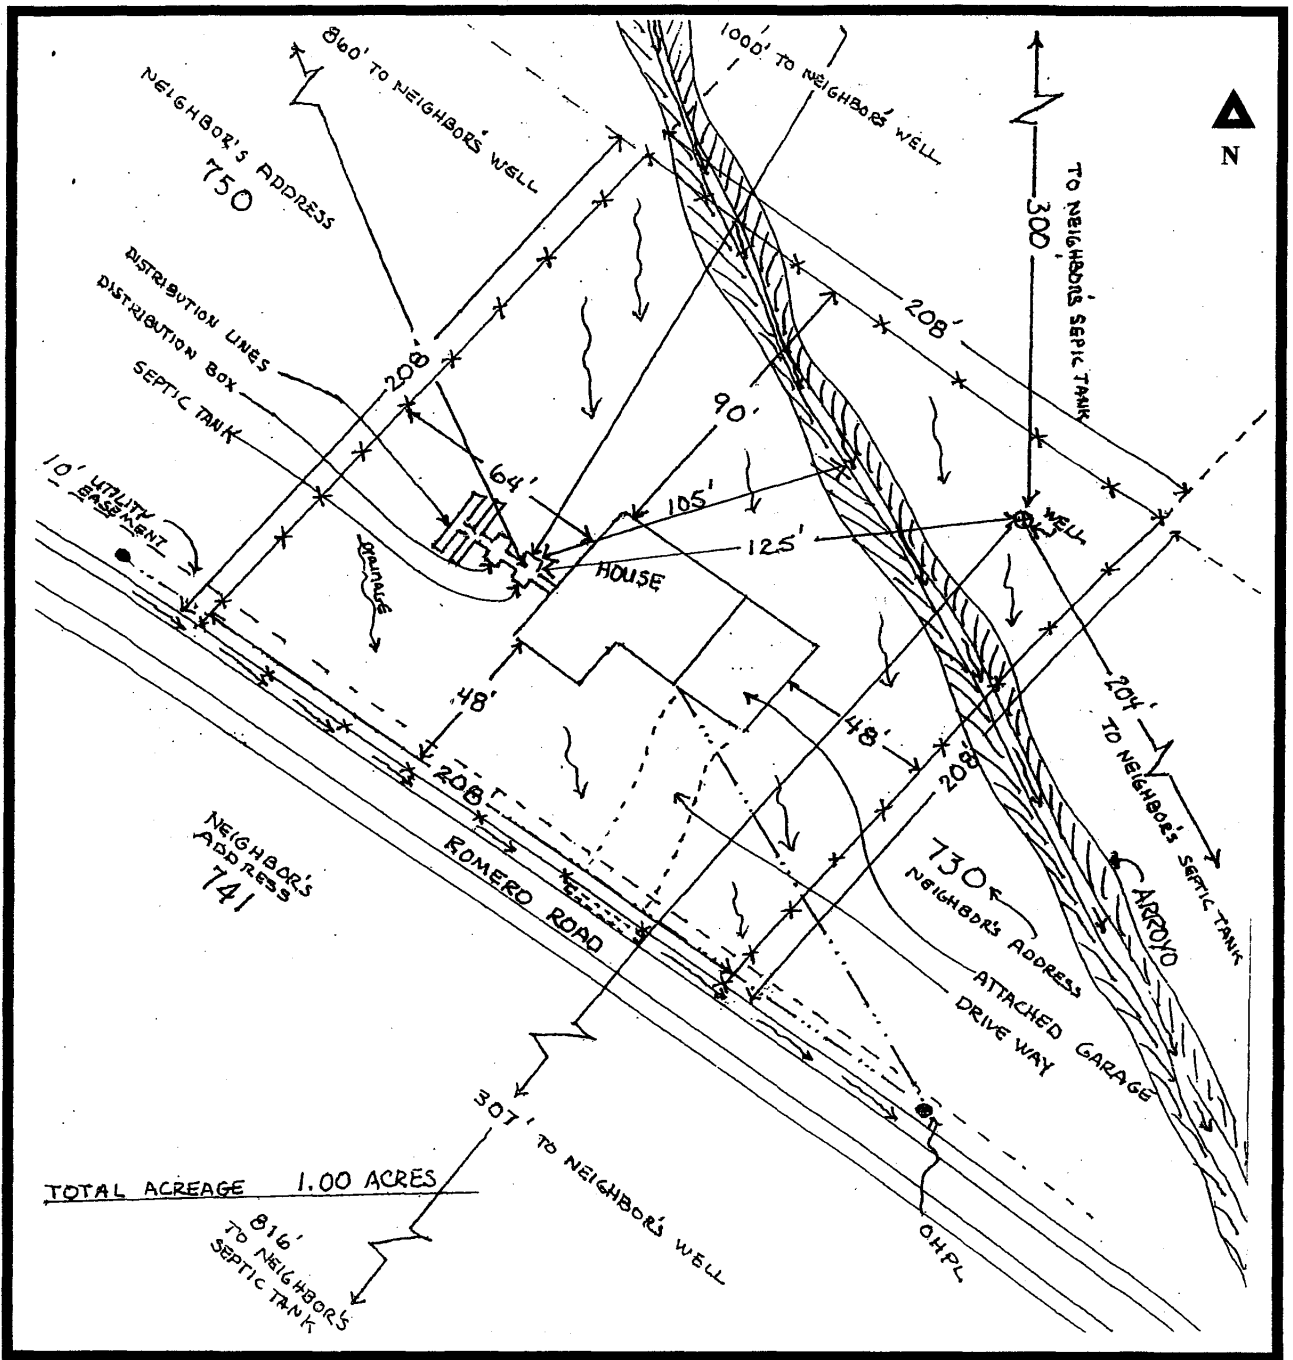 860' TO NEIGHBOR'S WELL
1000' TO NEIGHBOR'S WELL
N
NEIGHBOR'S ADDRESS
750
300'
TO NEIGHBOR'S SEPIC TANK
DISTRIBUTION LINES
DISTRIBUTION BOX
SEPTIC TANK
208
208'
90'
64'
105'
125'
WELL
10' UTILITY
EASEMENT
DRAINAGE
HOUSE
48'
48'
204'
TO NEIGHBOR'S SEPTIC TANK
208'
208'
ROMERO ROAD
NEIGHBOR'S
ADDRESS
741
730
NEIGHBOR'S ADDRESS
ARROYO
ATTACHED GARAGE
DRIVE WAY
307' TO NEIGHBOR'S WELL
TOTAL ACREAGE 1.00 ACRES
816'
TO NEIGHBOR'S
SEPTIC TANK
OHPL